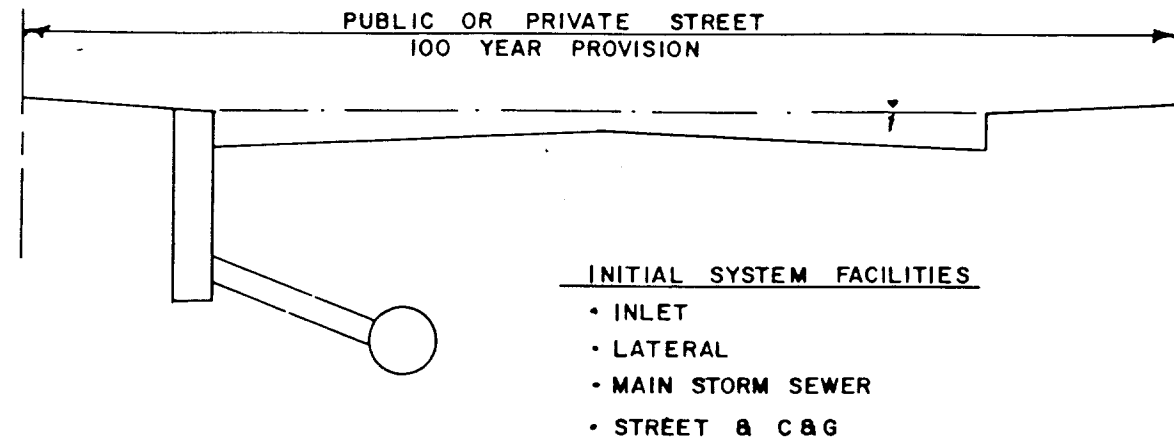 PUBLIC OR PRIVATE STREET
100 YEAR PROVISION
INITIAL SYSTEM FACILITIES
• INLET
• LATERAL
• MAIN STORM SEWER
• STREET & C&G